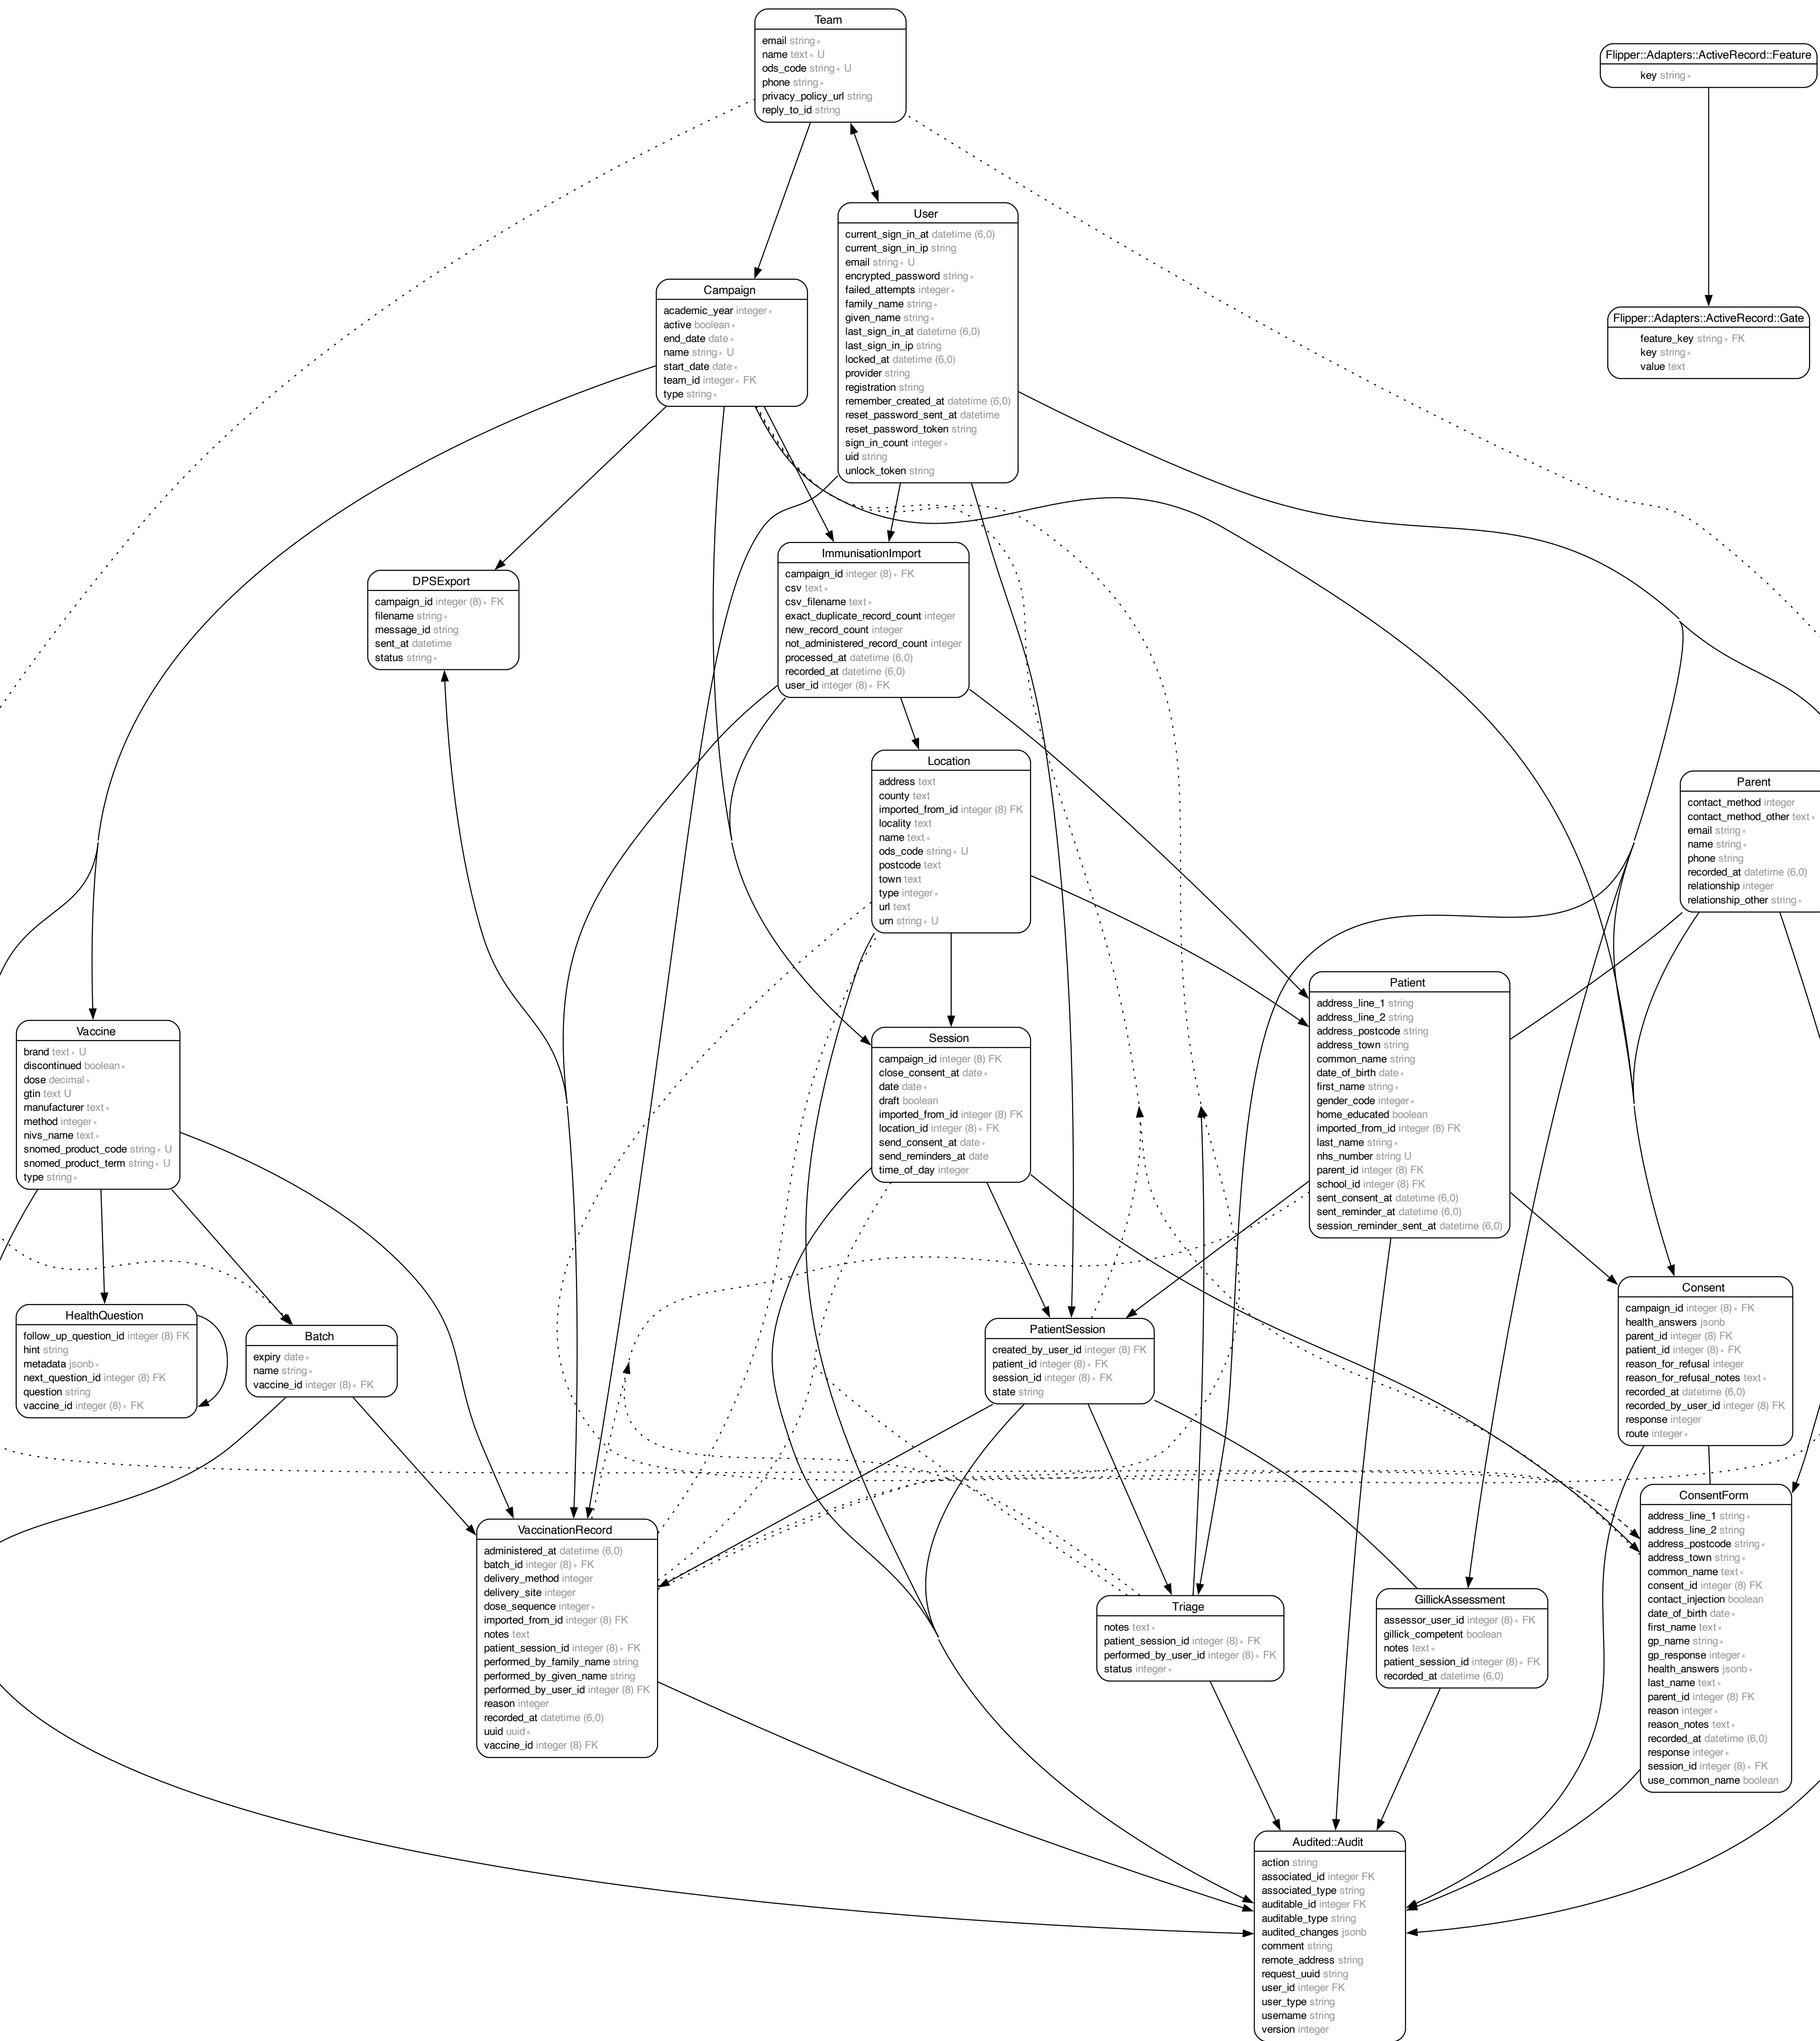 Team
email string∗
name text∗ U
ods_code string∗ U
phone string∗
privacy_policy_url string
reply_to_id string
Flipper::Adapters::ActiveRecord::Feature
key string∗
User
current_sign_in_at datetime (6,0)
current_sign_in_ip string
email string∗ U
encrypted_password string∗
failed_attempts integer∗
family_name string∗
given_name string∗
last_sign_in_at datetime (6,0)
last_sign_in_ip string
locked_at datetime (6,0)
provider string
registration string
remember_created_at datetime (6,0)
reset_password_sent_at datetime
reset_password_token string
sign_in_count integer∗
uid string
unlock_token string
Campaign
academic_year integer∗
active boolean∗
end_date date∗
name string∗ U
start_date date∗
team_id integer∗ FK
type string∗
Flipper::Adapters::ActiveRecord::Gate
feature_key string∗ FK
key string∗
value text
ImmunisationImport
campaign_id integer (8)∗ FK
csv text∗
csv_filename text∗
exact_duplicate_record_count integer
new_record_count integer
not_administered_record_count integer
processed_at datetime (6,0)
recorded_at datetime (6,0)
user_id integer (8)∗ FK
DPSExport
campaign_id integer (8)∗ FK
filename string∗
message_id string
sent_at datetime
status string∗
Location
address text
county text
imported_from_id integer (8) FK
locality text
name text∗
ods_code string∗ U
postcode text
town text
type integer∗
url text
urn string∗ U
Parent
contact_method integer
contact_method_other text∗
email string∗
name string∗
phone string
recorded_at datetime (6,0)
relationship integer
relationship_other string∗
Patient
address_line_1 string
address_line_2 string
address_postcode string
address_town string
common_name string
date_of_birth date∗
first_name string∗
gender_code integer∗
home_educated boolean
imported_from_id integer (8) FK
last_name string∗
nhs_number string U
parent_id integer (8) FK
school_id integer (8) FK
sent_consent_at datetime (6,0)
sent_reminder_at datetime (6,0)
session_reminder_sent_at datetime (6,0)
Vaccine
brand text∗ U
discontinued boolean∗
dose decimal∗
gtin text U
manufacturer text∗
method integer∗
nivs_name text∗
snomed_product_code string∗ U
snomed_product_term string∗ U
type string∗
Session
campaign_id integer (8) FK
close_consent_at date∗
date date∗
draft boolean
imported_from_id integer (8) FK
location_id integer (8)∗ FK
send_consent_at date∗
send_reminders_at date
time_of_day integer
HealthQuestion
follow_up_question_id integer (8) FK
hint string
metadata jsonb∗
next_question_id integer (8) FK
question string
vaccine_id integer (8)∗ FK
Batch
expiry date∗
name string∗
vaccine_id integer (8)∗ FK
PatientSession
created_by_user_id integer (8) FK
patient_id integer (8)∗ FK
session_id integer (8)∗ FK
state string
Consent
campaign_id integer (8)∗ FK
health_answers jsonb
parent_id integer (8) FK
patient_id integer (8)∗ FK
reason_for_refusal integer
reason_for_refusal_notes text∗
recorded_at datetime (6,0)
recorded_by_user_id integer (8) FK
response integer
route integer∗
ConsentForm
address_line_1 string∗
address_line_2 string
address_postcode string∗
address_town string∗
common_name text∗
consent_id integer (8) FK
contact_injection boolean
date_of_birth date∗
first_name text∗
gp_name string∗
gp_response integer∗
health_answers jsonb∗
last_name text∗
parent_id integer (8) FK
reason integer∗
reason_notes text∗
recorded_at datetime (6,0)
response integer∗
session_id integer (8)∗ FK
use_common_name boolean
VaccinationRecord
administered_at datetime (6,0)
batch_id integer (8)∗ FK
delivery_method integer
delivery_site integer
dose_sequence integer∗
imported_from_id integer (8) FK
notes text
patient_session_id integer (8)∗ FK
performed_by_family_name string
performed_by_given_name string
performed_by_user_id integer (8) FK
reason integer
recorded_at datetime (6,0)
uuid uuid∗
vaccine_id integer (8) FK
Triage
notes text∗
patient_session_id integer (8)∗ FK
performed_by_user_id integer (8)∗ FK
status integer∗
GillickAssessment
assessor_user_id integer (8)∗ FK
gillick_competent boolean
notes text∗
patient_session_id integer (8)∗ FK
recorded_at datetime (6,0)
Audited::Audit
action string
associated_id integer FK
associated_type string
auditable_id integer FK
auditable_type string
audited_changes jsonb
comment string
remote_address string
request_uuid string
user_id integer FK
user_type string
username string
version integer